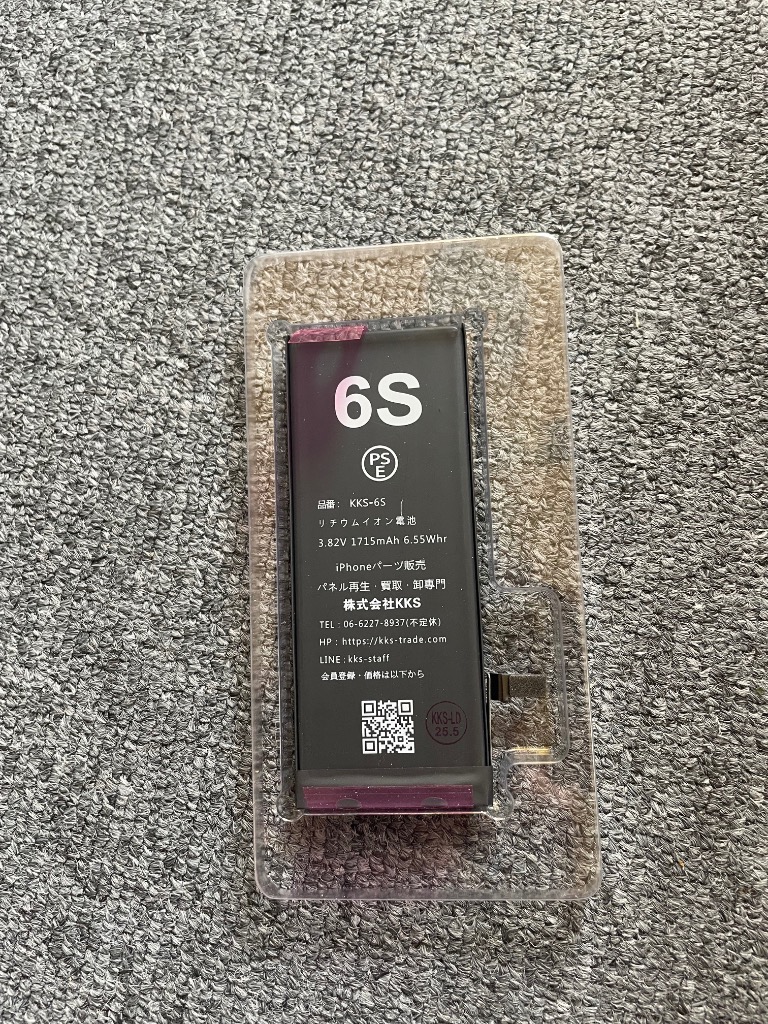 6S
PS
E
品番： KKS-6S
リチウムイオン電池
3.82V 1715mAh 6.55Whr
iPhoneパーツ販売
パネル再生・買取・卸専門
株式会社KKS
TEL : 06-6227-8937(不定休)
HP : https://kks-trade.com
LINE : kks-staff
会員登録・価格は以下から
KKS-LD
25.5